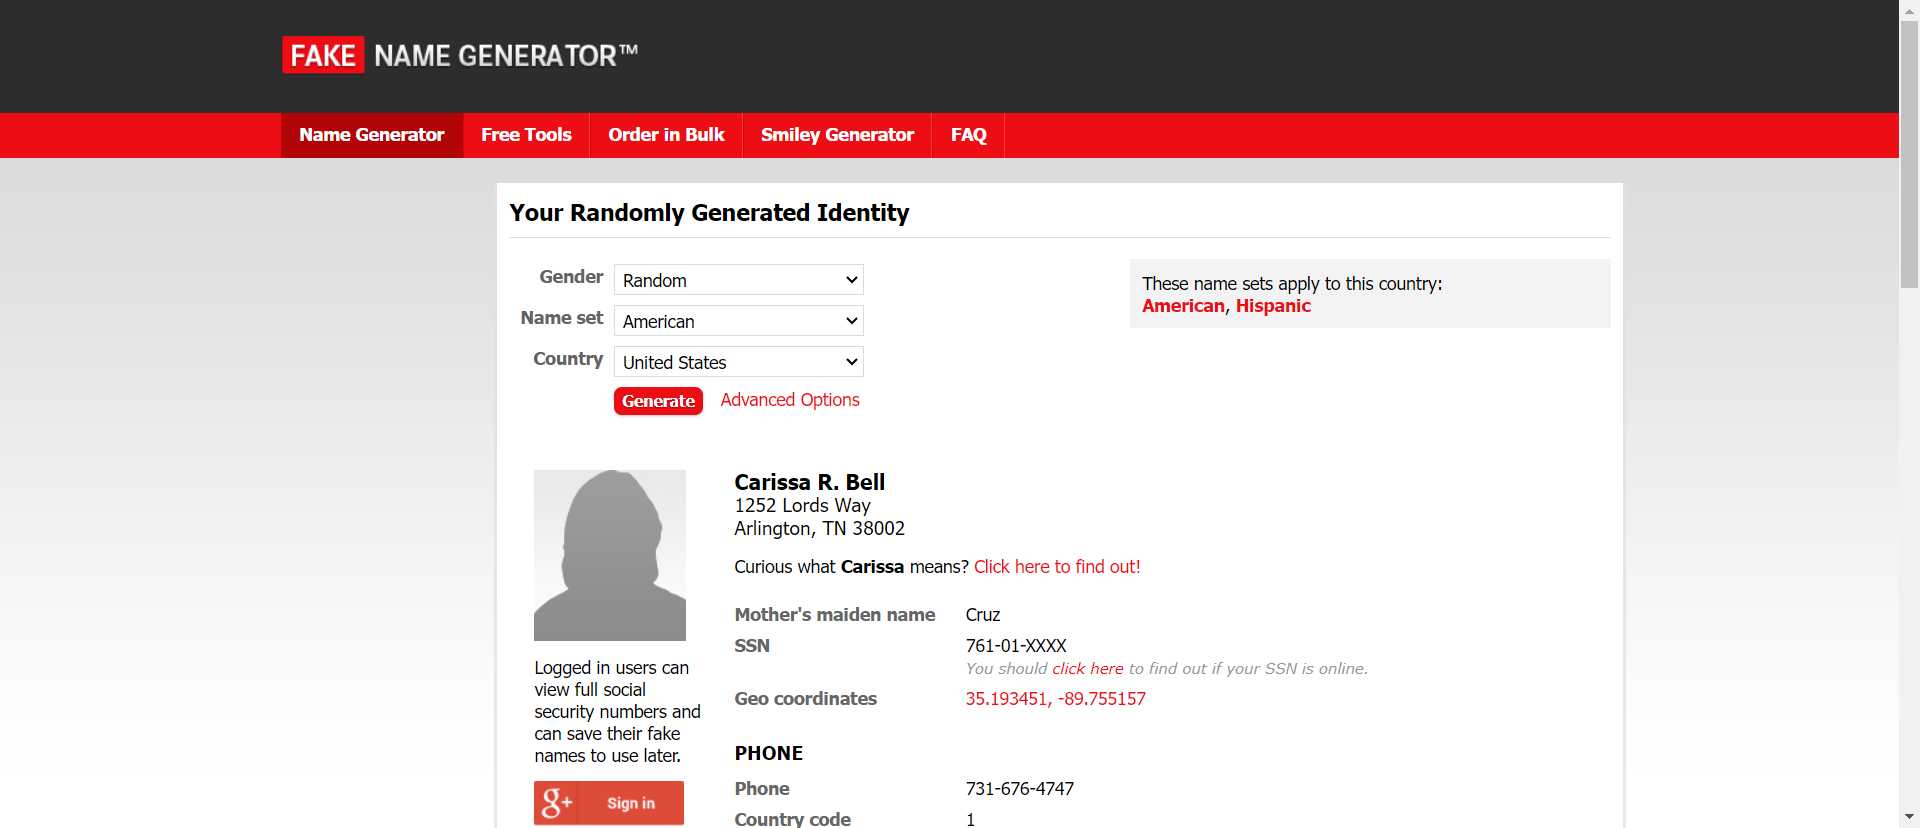 FAKE NAME GENERATOR™
Name Generator Free Tools Order in Bulk Smiley Generator FAQ
Your Randomly Generated Identity
Gender Random
Name set American
Country United States
Generate Advanced Options
These name sets apply to this country:
American, Hispanic
Carissa R. Bell
1252 Lords Way
Arlington, TN 38002
Curious what Carissa means? Click here to find out!
Mother's maiden name Cruz
SSN 761-01-XXXX
You should click here to find out if your SSN is online.
Geo coordinates 35.193451, -89.755157
PHONE
Phone 731-676-4747
Country code 1
Logged in users can
view full social
security numbers and
can save their fake
names to use later.
g+ Sign in